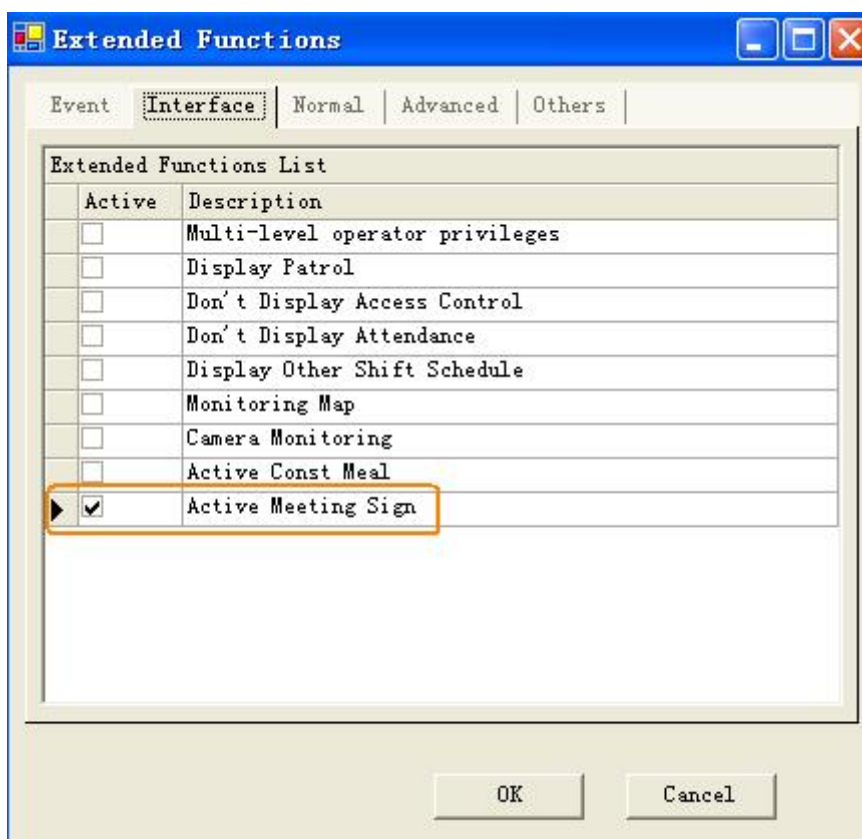 Extended Functions
Event Interface Normal Advanced Others
Extended Functions List
Active Description
Multi-level operator privileges
Display Patrol
Don't Display Access Control
Don't Display Attendance
Display Other Shift Schedule
Monitoring Map
Camera Monitoring
Active Const Meal
Active Meeting Sign
OK Cancel